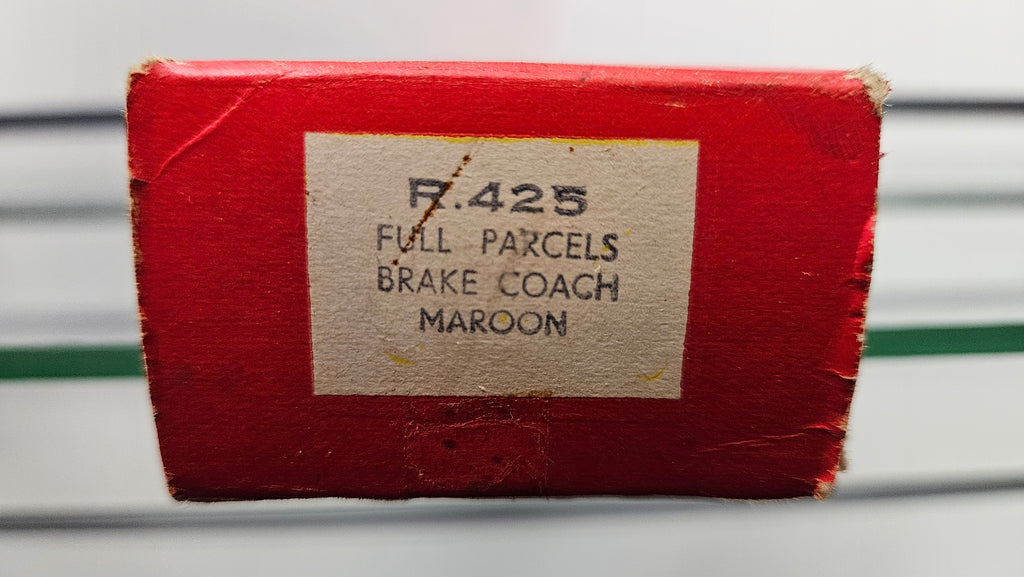 R.425
FULL PARCELS
BRAKE COACH
MAROON